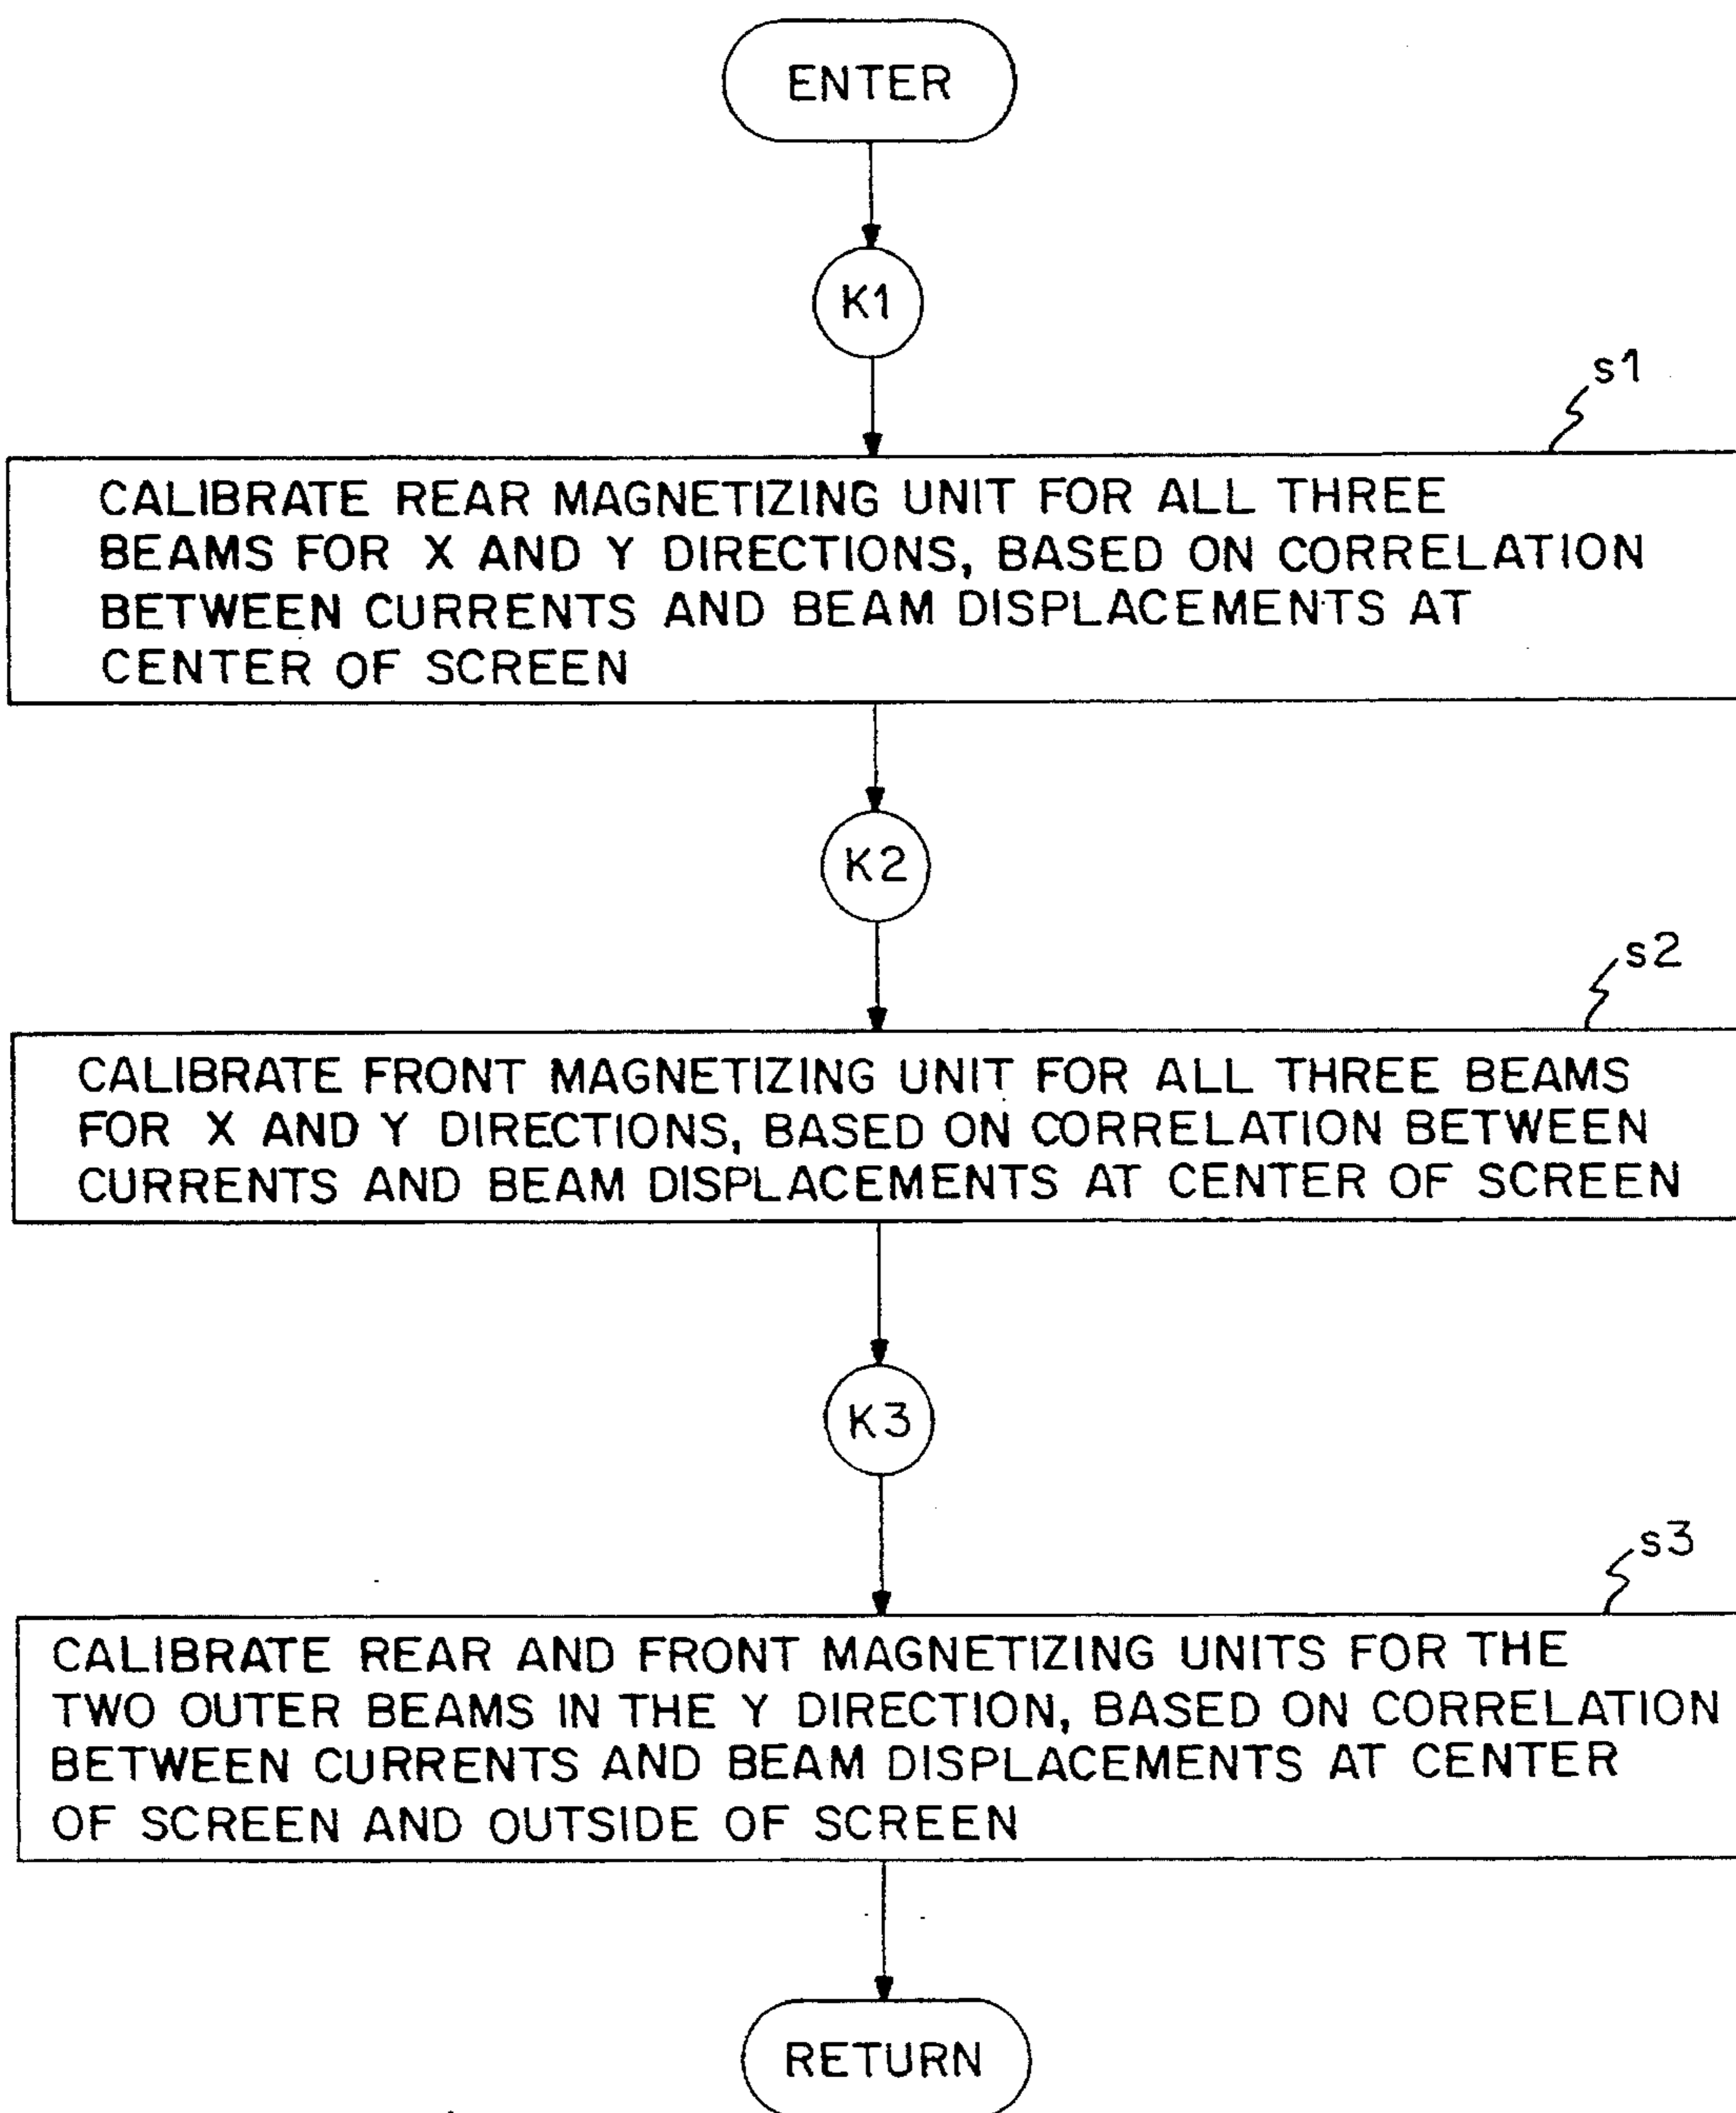 ENTER
K1
s1
CALIBRATE REAR MAGNETIZING UNIT FOR ALL THREE
BEAMS FOR X AND Y DIRECTIONS, BASED ON CORRELATION
BETWEEN CURRENTS AND BEAM DISPLACEMENTS AT
CENTER OF SCREEN
K2
s2
CALIBRATE FRONT MAGNETIZING UNIT FOR ALL THREE BEAMS
FOR X AND Y DIRECTIONS, BASED ON CORRELATION BETWEEN
CURRENTS AND BEAM DISPLACEMENTS AT CENTER OF SCREEN
K3
s3
CALIBRATE REAR AND FRONT MAGNETIZING UNITS FOR THE
TWO OUTER BEAMS IN THE Y DIRECTION, BASED ON CORRELATION
BETWEEN CURRENTS AND BEAM DISPLACEMENTS AT CENTER
OF SCREEN AND OUTSIDE OF SCREEN
RETURN